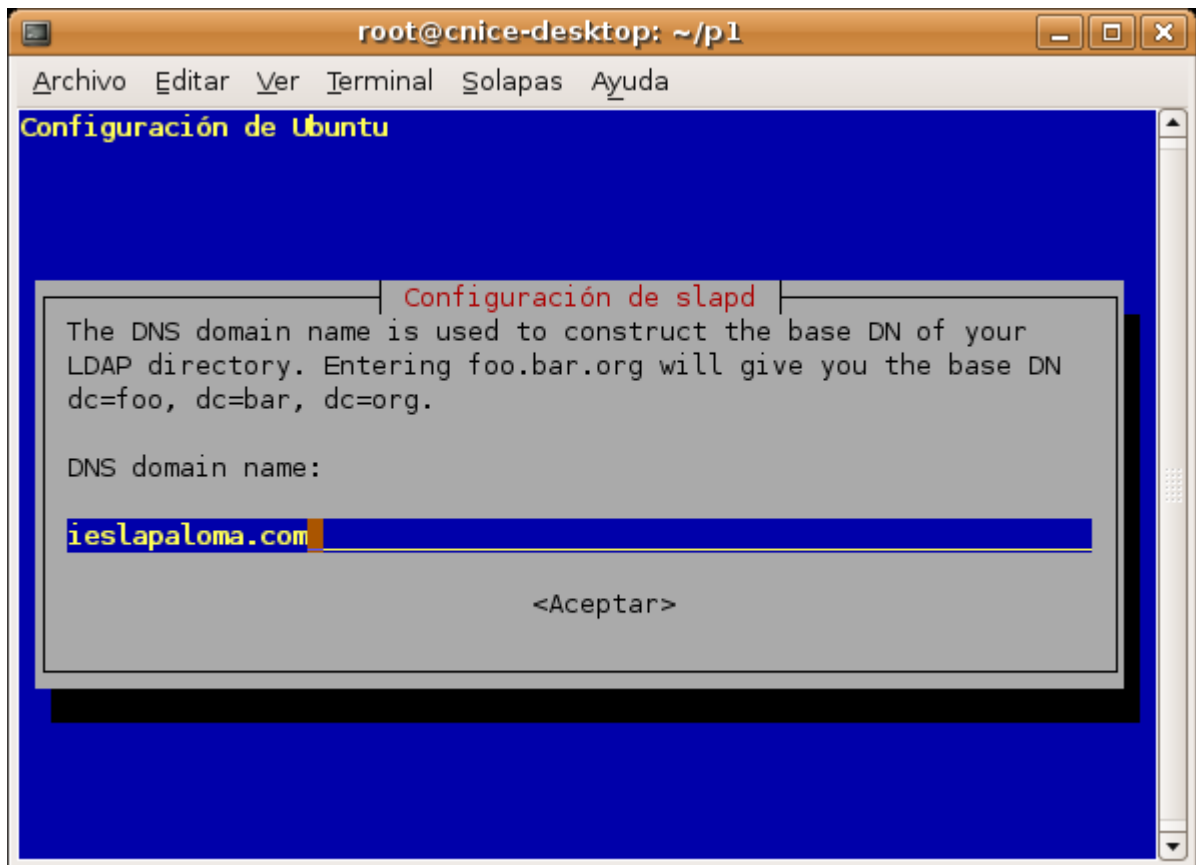 root@cnice-desktop: ~/p1
Archivo Editar Ver Terminal Solapas Ayuda
Configuración de Ubuntu
Configuración de slapd
The DNS domain name is used to construct the base DN of your
LDAP directory. Entering foo.bar.org will give you the base DN
dc=foo, dc=bar, dc=org.
DNS domain name:
ieslapaloma.com
<Aceptar>